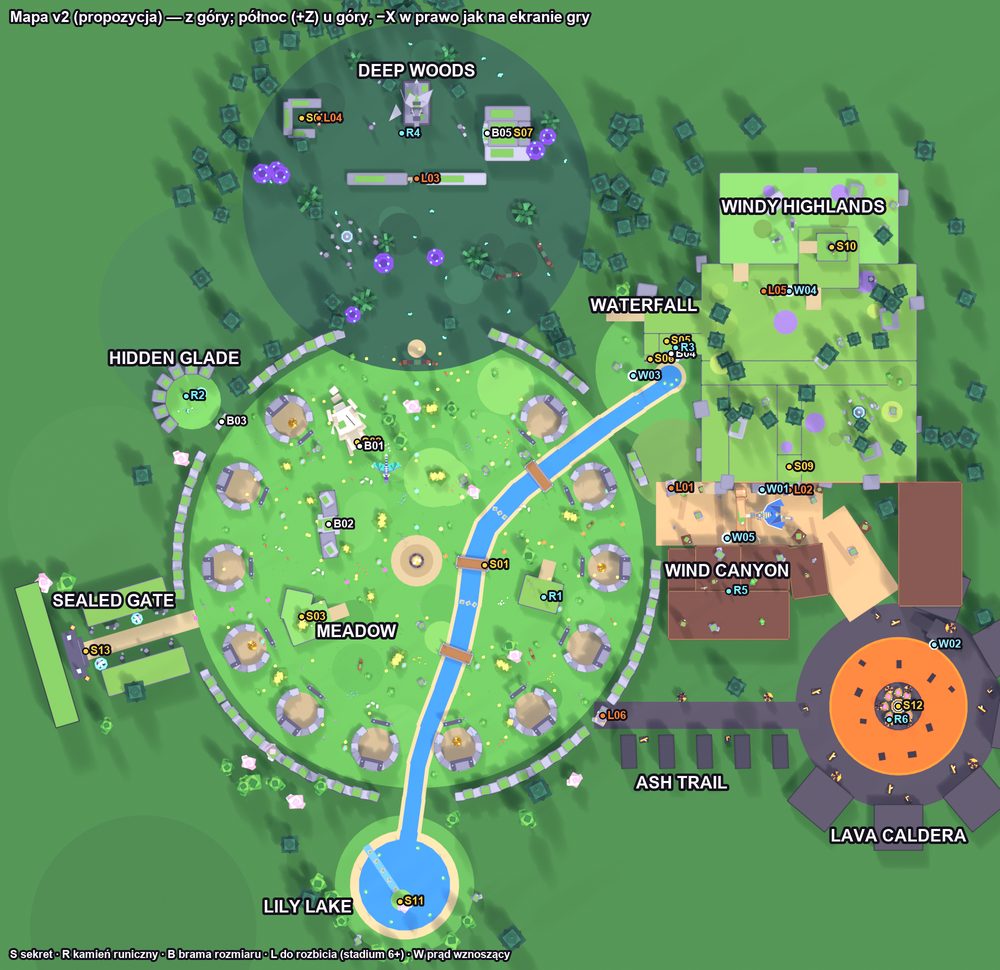 Mapa v2 (propozycja) — z góry; północ (+Z) u góry, −X w prawo jak na ekranie gry
DEEP WOODS
L04
R4
B05 S07
L03
WINDY HIGHLANDS
S10
L05 W04
WATERFALL
S05
R3
B04
S06
W03
HIDDEN GLADE
R2
B03
B01
S09
L01 W01 L02
B02
W05
S01
WIND CANYON
R5
R1
SEALED GATE
S03
MEADOW
S13
W02
S12
R6
L06
ASH TRAIL
LAVA CALDERA
S11
LILY LAKE
S sekret · R kamień runiczny · B brama rozmiaru · L do rozbicia (stadium 6+) · W prąd wznoszący